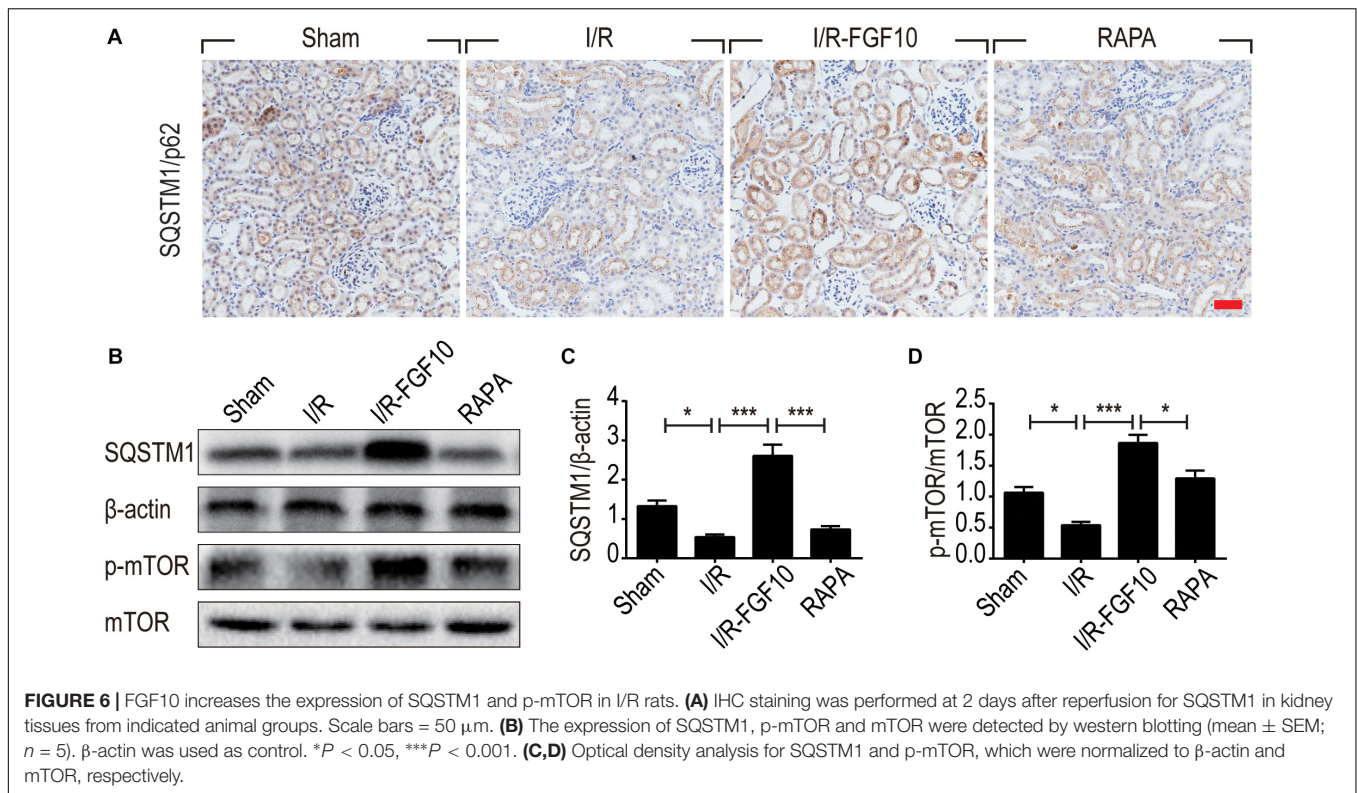 A
Sham
I/R
I/R-FGF10
RAPA
SQSTM1/p62
B
Sham
I/R
I/R-FGF10
RAPA
SQSTM1
β-actin
p-mTOR
mTOR
C
SQSTM1/β-actin
4
3
2
1
0
*
***
***
Sham
I/R
I/R-FGF10
RAPA
D
p-mTOR/mTOR
2.5
2.0
1.5
1.0
0.5
0.0
*
***
*
Sham
I/R
I/R-FGF10
RAPA
FIGURE 6 | FGF10 increases the expression of SQSTM1 and p-mTOR in I/R rats. (A) IHC staining was performed at 2 days after reperfusion for SQSTM1 in kidney
tissues from indicated animal groups. Scale bars = 50 μm. (B) The expression of SQSTM1, p-mTOR and mTOR were detected by western blotting (mean ± SEM;
n = 5). β-actin was used as control. *P < 0.05, ***P < 0.001. (C,D) Optical density analysis for SQSTM1 and p-mTOR, which were normalized to β-actin and
mTOR, respectively.